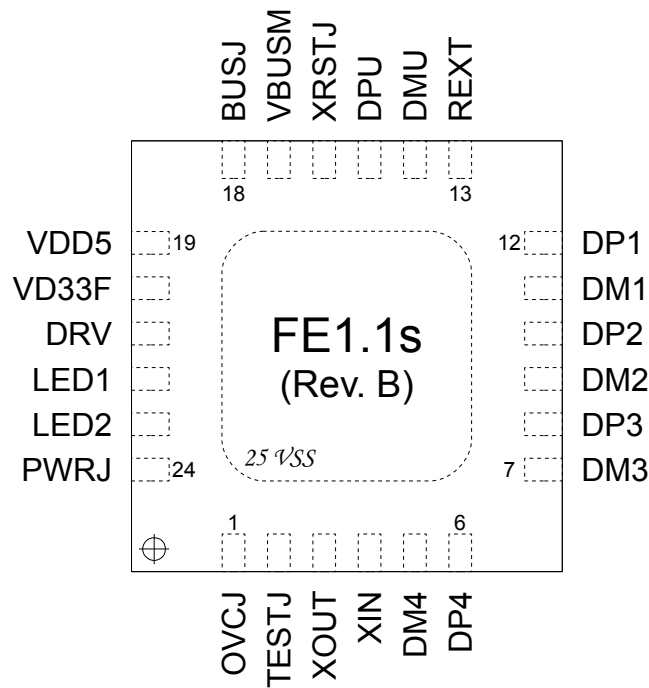 BUSJ
VBUSM
XRSTJ
DPU
DMU
REXT
18
13
VDD5
19
12
DP1
VD33F
DM1
DRV
FE1.1s
DP2
LED1
(Rev. B)
DM2
LED2
DP3
PWRJ
24
25 VSS
7
DM3
1
6
OVCJ
TESTJ
XOUT
XIN
DM4
DP4